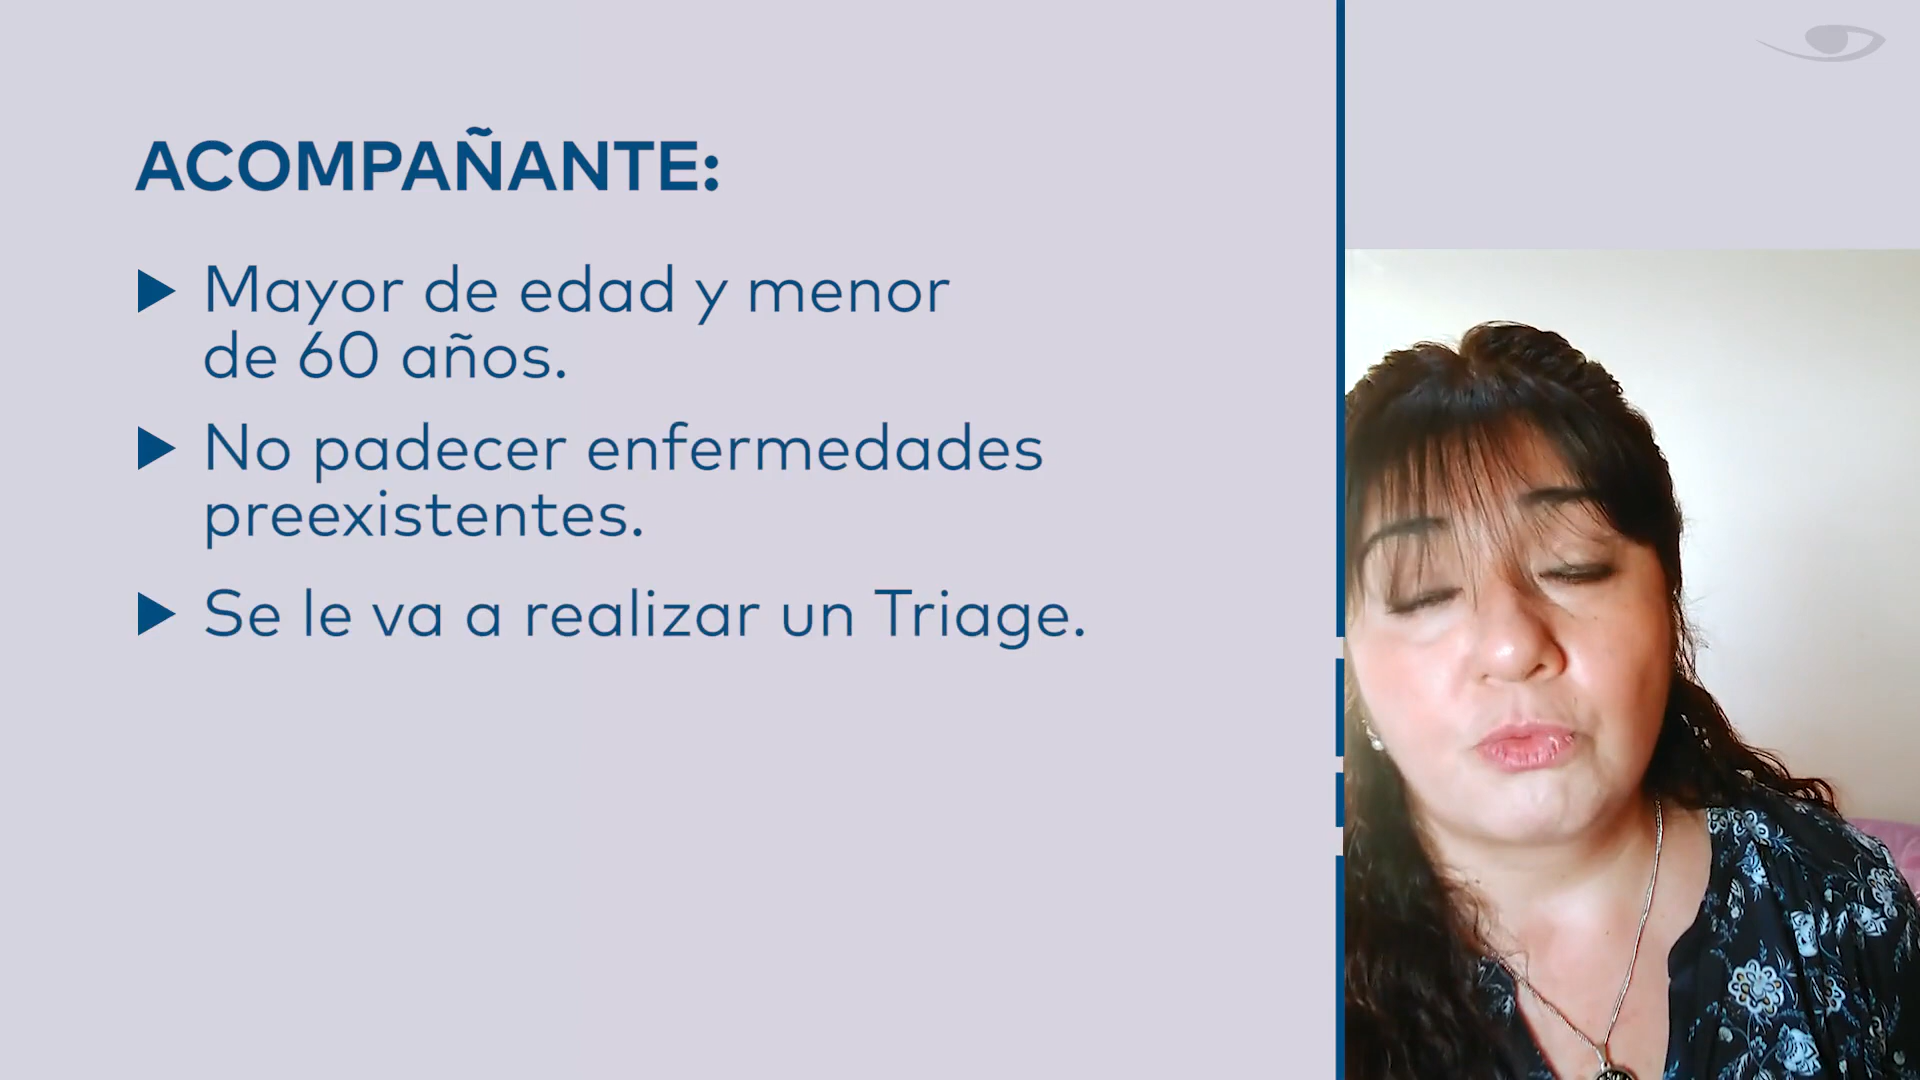 ACOMPAÑANTE:
Mayor de edad y menor
de 60 años.
No padecer enfermedades
preexistentes.
Se le va a realizar un Triage.